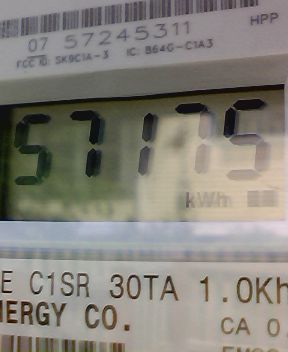 HPP
07 57245311
FCC ID: SK9C1A-3 IC: 864G-C1A3
57175
kWh
E C1SR 30TA 1.0Kh
NERGY CO.
CA 0.